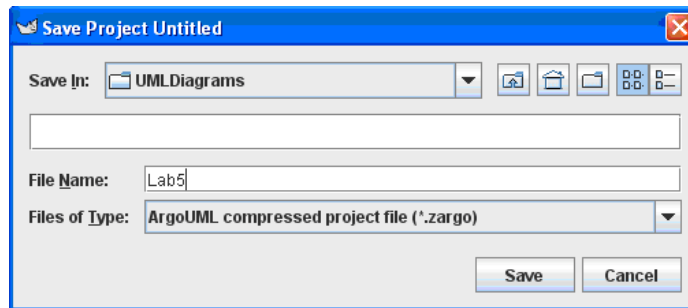 Save Project Untitled
Save In: UMLDiagrams
File Name: Lab5
Files of Type: ArgoUML compressed project file (*.zargo)
Save Cancel